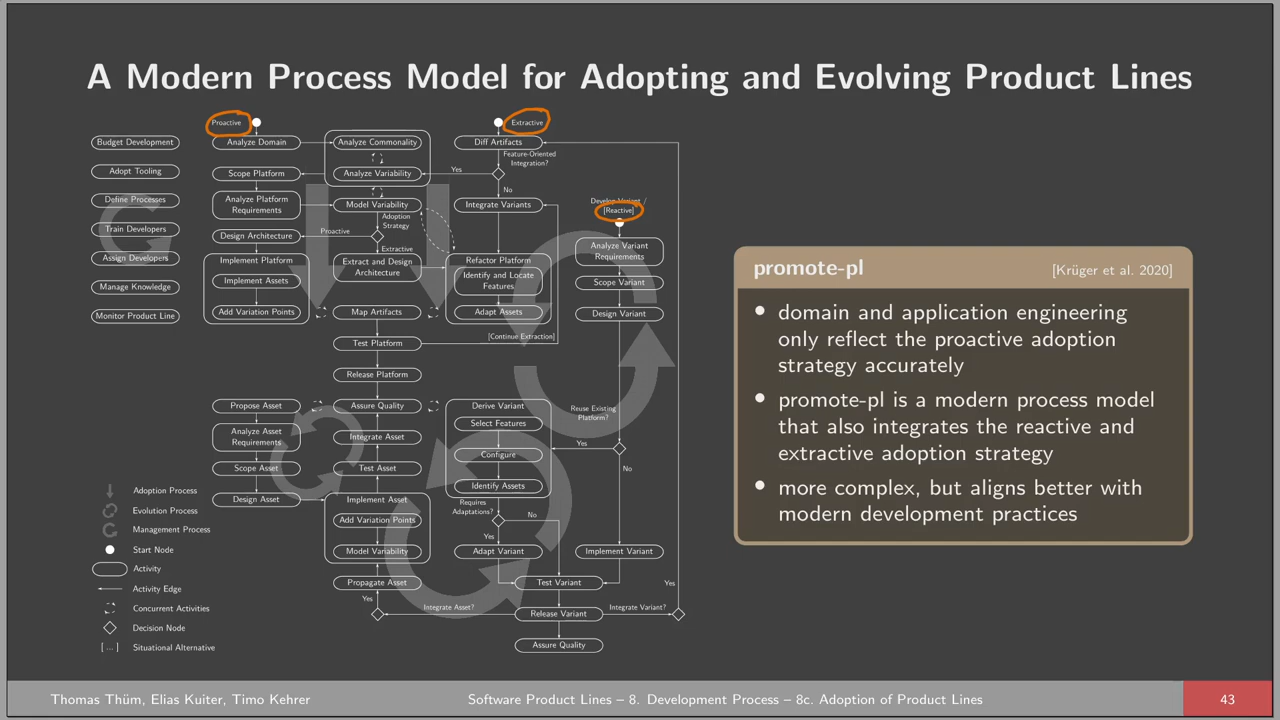 A Modern Process Model for Adopting and Evolving Product Lines
Proactive
Extractive
Budget Development
Analyze Domain
Analyze Commonality
Diff Artifacts
Feature-Oriented
Integration?
Adopt Tooling
Scope Platform
Analyze Variability
Yes
No
Define Processes
Analyze Platform
Requirements
Model Variability
Integrate Variants
Develop Variant /
[Reactive]
Adoption
Strategy
Train Developers
Design Architecture
Proactive
Extractive
Analyze Variant
Requirements
Assign Developers
Implement Platform
Extract and Design
Architecture
Refactor Platform
Implement Assets
Identify and Locate
Features
Scope Variant
Manage Knowledge
Add Variation Points
Map Artifacts
Adapt Assets
Design Variant
Monitor Product Line
Test Platform
[Continue Extraction]
Release Platform
Propose Asset
Assure Quality
Derive Variant
Reuse Existing
Platform?
Select Features
Analyze Asset
Requirements
Integrate Asset
Yes
Configure
No
Scope Asset
Test Asset
Identify Assets
Design Asset
Implement Asset
Requires
Adaptations?
No
Add Variation Points
Yes
Model Variability
Adapt Variant
Implement Variant
Propagate Asset
Test Variant
Yes
Yes
Integrate Asset?
Release Variant
Integrate Variant?
Assure Quality
Adoption Process
Evolution Process
Management Process
Start Node
Activity
Activity Edge
Concurrent Activities
Decision Node
[ ... ] Situational Alternative
promote-pl [Krüger et al. 2020]
• domain and application engineering
only reflect the proactive adoption
strategy accurately
• promote-pl is a modern process model
that also integrates the reactive and
extractive adoption strategy
• more complex, but aligns better with
modern development practices
Thomas Thüm, Elias Kuiter, Timo Kehrer Software Product Lines – 8. Development Process – 8c. Adoption of Product Lines 43